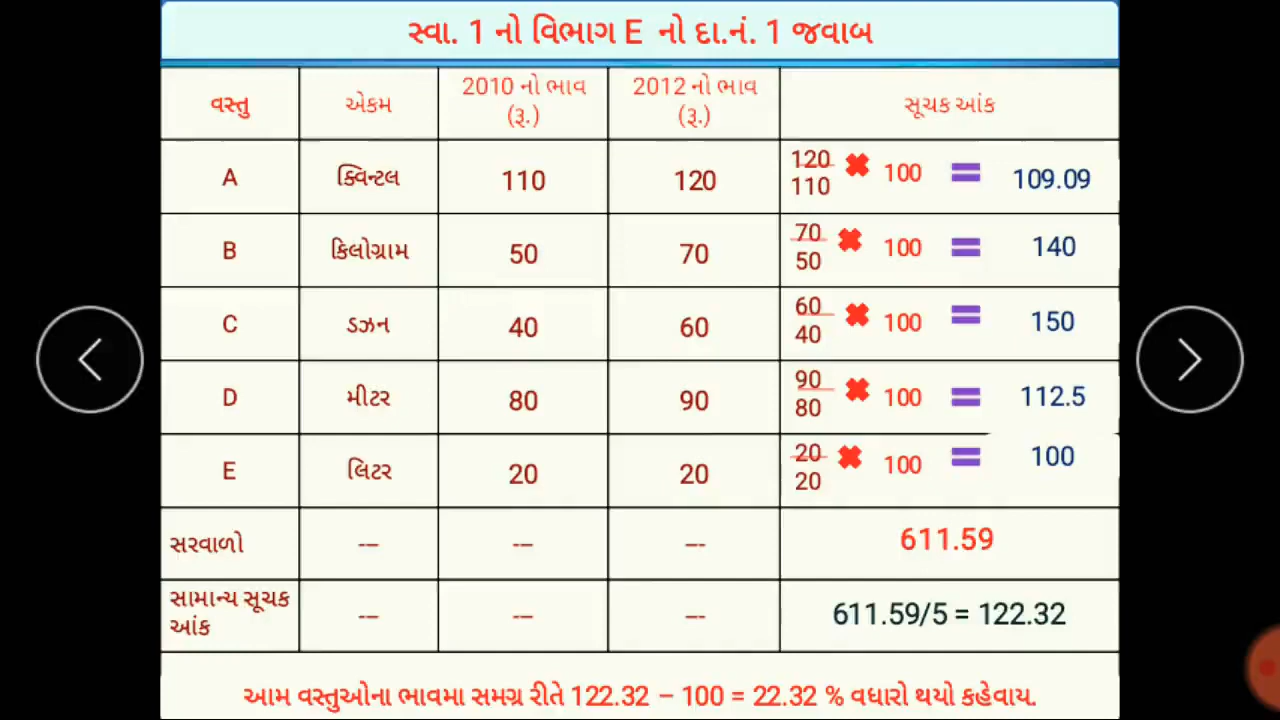 સ્વા. 1 નો વિભાગ E નો દા.નં. 1 જવાબ
વસ્તુ એકમ 2010 નો ભાવ (રૂ.) 2012 નો ભાવ (રૂ.) સૂચક આંક
A ક્વિન્ટલ 110 120 120/110 ✖ 100 = 109.09
B કિલોગ્રામ 50 70 70/50 ✖ 100 = 140
C ડઝન 40 60 60/40 ✖ 100 = 150
D મીટર 80 90 90/80 ✖ 100 = 112.5
E લિટર 20 20 20/20 ✖ 100 = 100
સરવાળો --- --- --- 611.59
સામાન્ય સૂચક આંક --- --- --- 611.59/5 = 122.32
આમ વસ્તુઓના ભાવમા સમગ્ર રીતે 122.32 – 100 = 22.32 % વધારો થયો કહેવાય.